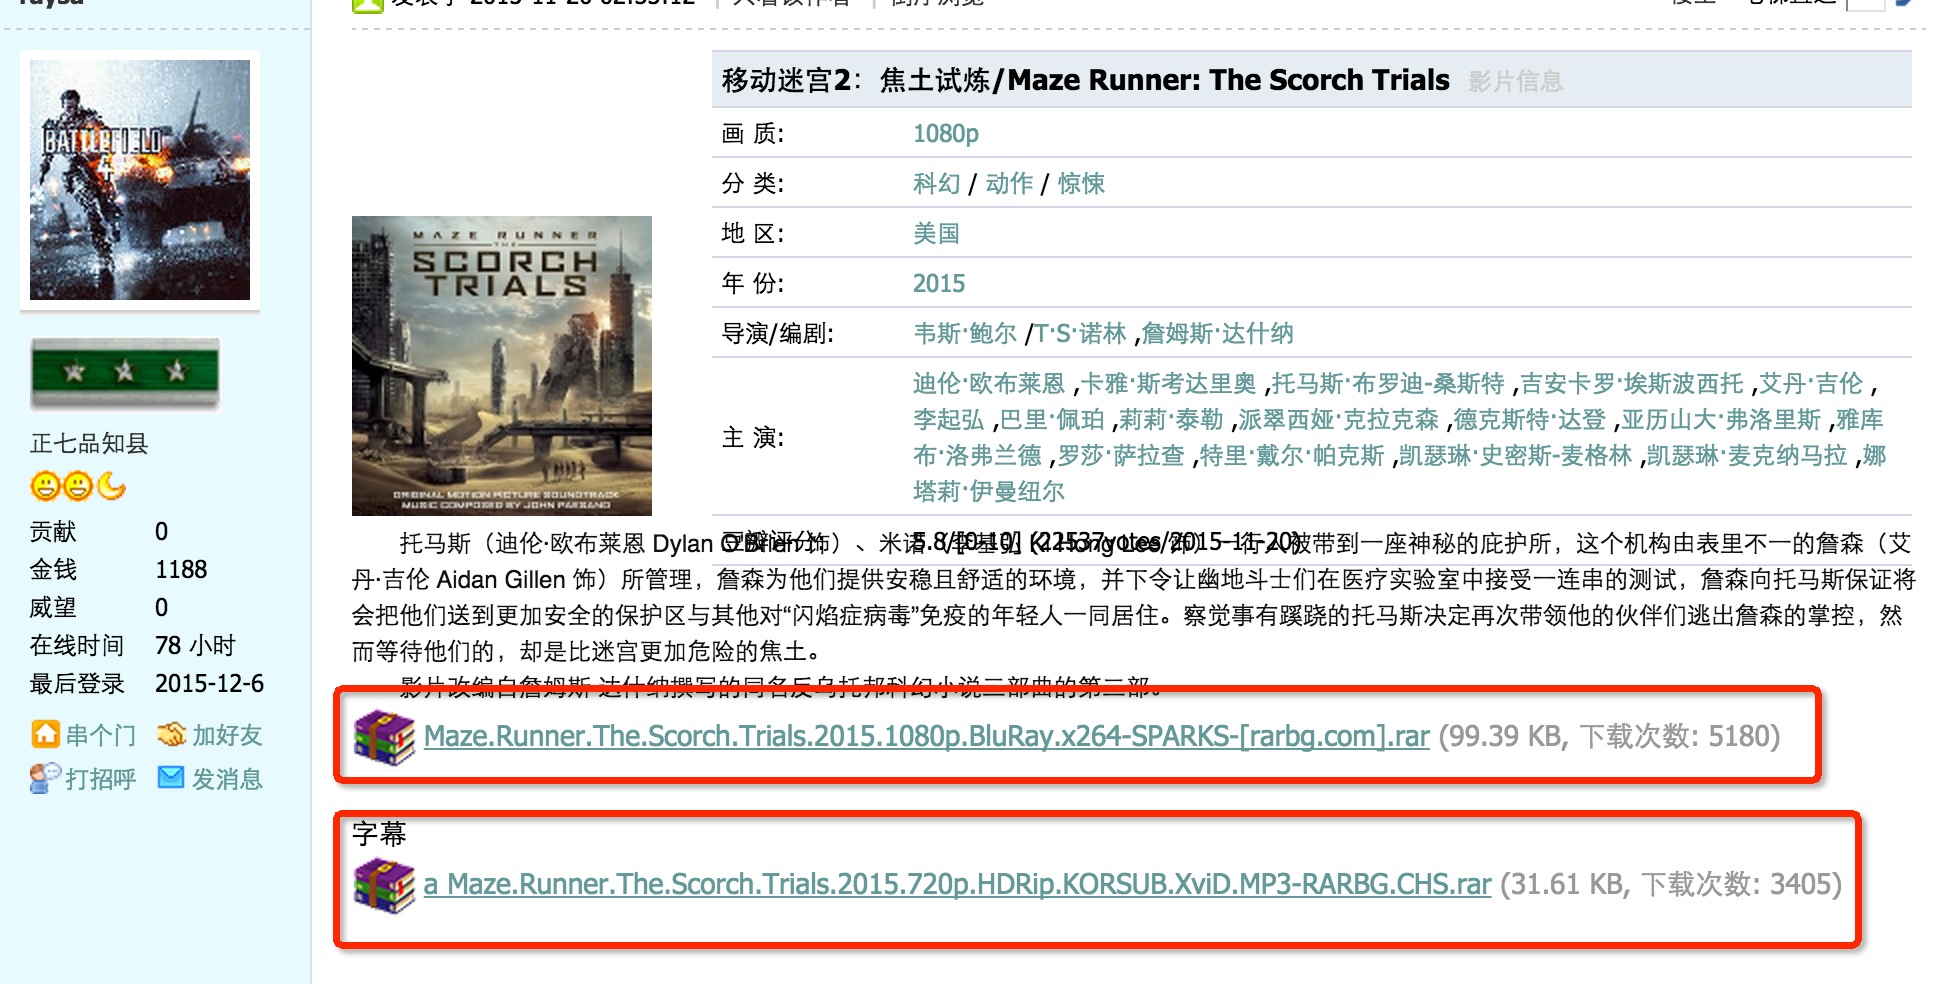 BATTLEFIELD
4
正七品知县
贡献 0
金钱 1188
威望 0
在线时间 78 小时
最后登录 2015-12-6
串个门 加好友
打招呼 发消息
移动迷宫2：焦土试炼/Maze Runner: The Scorch Trials 影片信息
画 质: 1080p
分 类: 科幻 / 动作 / 惊悚
地 区: 美国
年 份: 2015
导演/编剧: 韦斯·鲍尔 /T·S·诺林 ,詹姆斯·达什纳
主 演: 迪伦·欧布莱恩 ,卡雅·斯考达里奥 ,托马斯·布罗迪-桑斯特 ,吉安卡罗·埃斯波西托 ,艾丹·吉伦 ,
李起弘 ,巴里·佩珀 ,莉莉·泰勒 ,派翠西娅·克拉克森 ,德克斯特·达登 ,亚历山大·弗洛里斯 ,雅库
布·洛弗兰德 ,罗莎·萨拉查 ,特里·戴尔·帕克斯 ,凯瑟琳·史密斯-麦格林 ,凯瑟琳·麦克纳马拉 ,娜
塔莉·伊曼纽尔
MAZE RUNNER
THE
SCORCH
TRIALS
ORIGINAL MOTION PICTURE SOUNDTRACK
MUSIC COMPOSED BY JOHN PAESANO
豆瓣评分: 5.8/[0-10] (22537votes/2015-11-20)
托马斯（迪伦·欧布莱恩 Dylan O'Brien 饰）、米诺（李基弘 Ki Hong Lee 饰）一行人被带到一座神秘的庇护所，这个机构由表里不一的詹森（艾
丹·吉伦 Aidan Gillen 饰）所管理，詹森为他们提供安稳且舒适的环境，并下令让幽地斗士们在医疗实验室中接受一连串的测试，詹森向托马斯保证将
会把他们送到更加安全的保护区与其他对“闪焰症病毒”免疫的年轻人一同居住。察觉事有蹊跷的托马斯决定再次带领他的伙伴们逃出詹森的掌控，然
而等待他们的，却是比迷宫更加危险的焦土。
影片改编自詹姆斯·达什纳撰写的同名反乌托邦科幻小说三部曲的第二部。
Maze.Runner.The.Scorch.Trials.2015.1080p.BluRay.x264-SPARKS-[rarbg.com].rar (99.39 KB, 下载次数: 5180)
字幕
a Maze.Runner.The.Scorch.Trials.2015.720p.HDRip.KORSUB.XviD.MP3-RARBG.CHS.rar (31.61 KB, 下载次数: 3405)